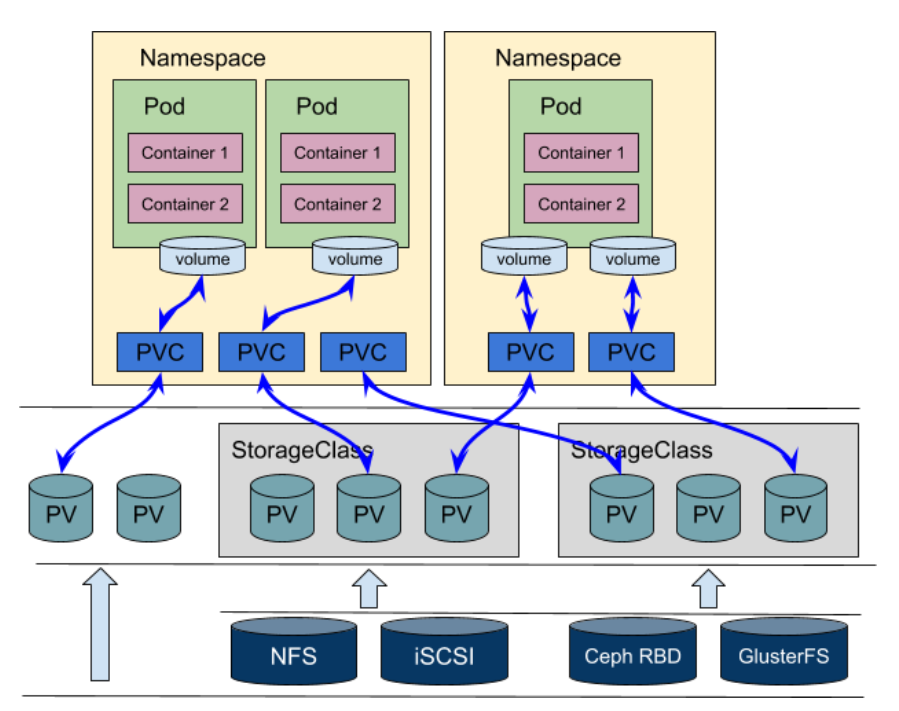 Namespace
Namespace
Pod
Pod
Pod
Container 1
Container 1
Container 1
Container 2
Container 2
Container 2
volume
volume
volume
volume
PVC
PVC
PVC
PVC
PVC
StorageClass
StorageClass
PV
PV
PV
PV
PV
PV
PV
PV
NFS
iSCSI
Ceph RBD
GlusterFS